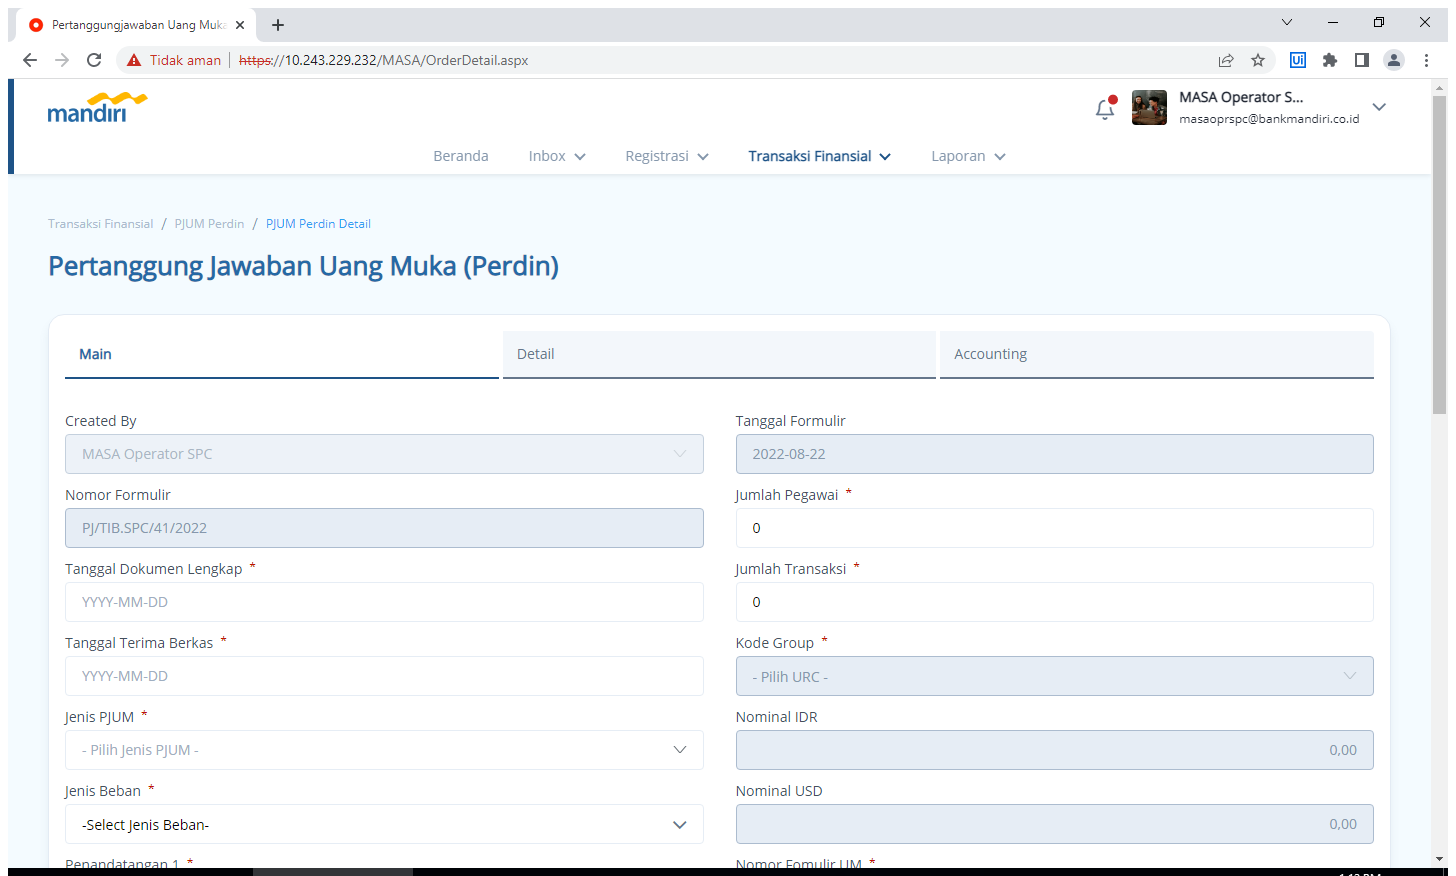 Pertanggungjawaban Uang Muka
Tidak aman | https://10.243.229.232/MASA/OrderDetail.aspx
Ui
mandiri
MASA Operator S...
masaoprspc@bankmandiri.co.id
Beranda Inbox Registrasi Transaksi Finansial Laporan
Transaksi Finansial / PJUM Perdin / PJUM Perdin Detail
Pertanggung Jawaban Uang Muka (Perdin)
Main Detail Accounting
Created By
MASA Operator SPC
Tanggal Formulir
2022-08-22
Nomor Formulir
PJ/TIB.SPC/41/2022
Jumlah Pegawai *
0
Tanggal Dokumen Lengkap *
YYYY-MM-DD
Jumlah Transaksi *
0
Tanggal Terima Berkas *
YYYY-MM-DD
Kode Group *
- Pilih URC -
Jenis PJUM *
- Pilih Jenis PJUM -
Nominal IDR
0,00
Jenis Beban *
-Select Jenis Beban-
Nominal USD
0,00
Penandatangan 1 *
Nomor Fomulir UM *